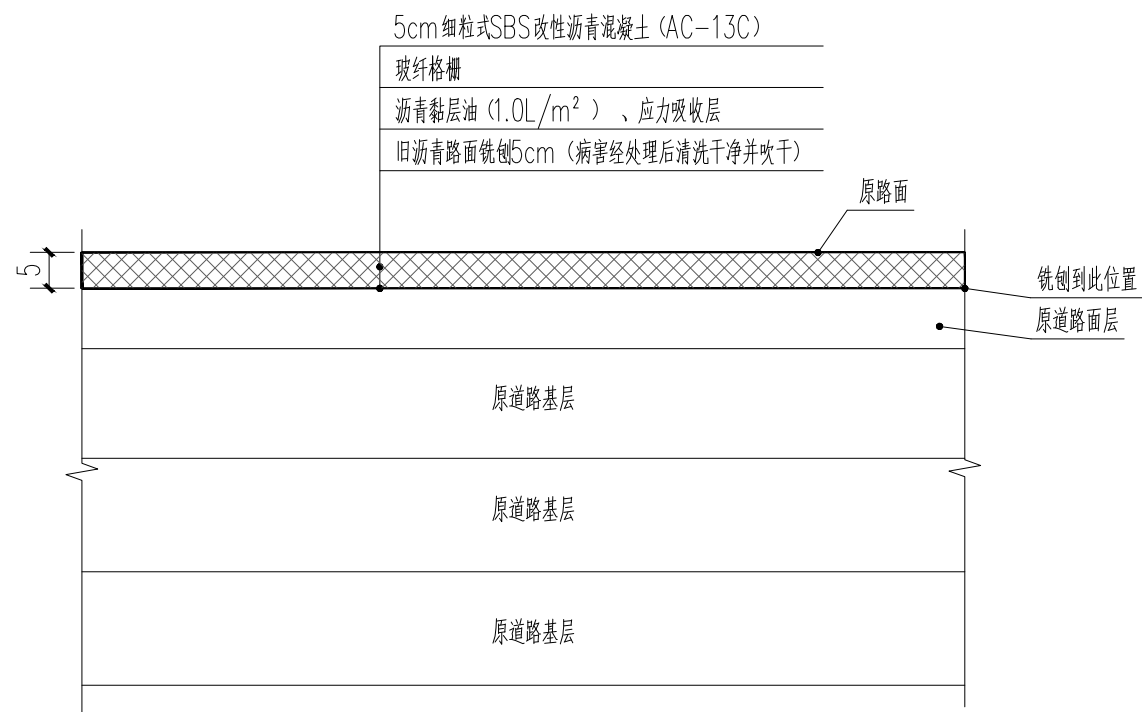 5cm细粒式SBS改性沥青混凝土（AC-13C）
玻纤格栅
沥青黏层油（1.0L/m²）、应力吸收层
旧沥青路面铣刨5cm（病害经处理后清洗干净并吹干）
原路面
5
铣刨到此位置
原道路面层
原道路基层
原道路基层
原道路基层